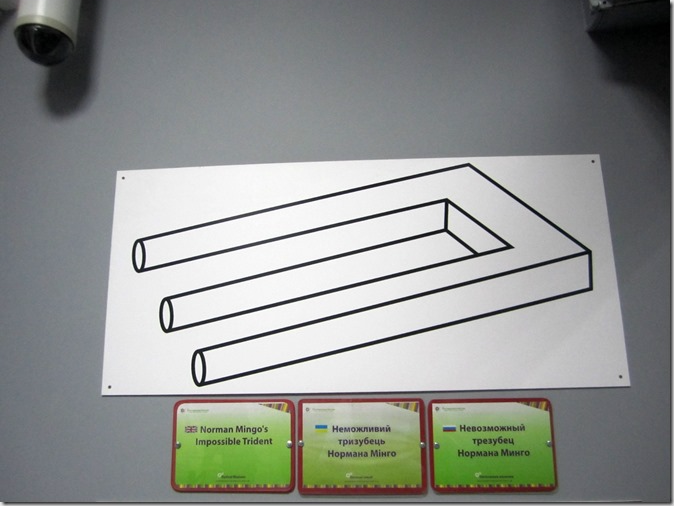 Norman Mingo's
Impossible Trident
Неможливий
тризубець
Нормана Мінго
Невозможный
трезубец
Нормана Минго